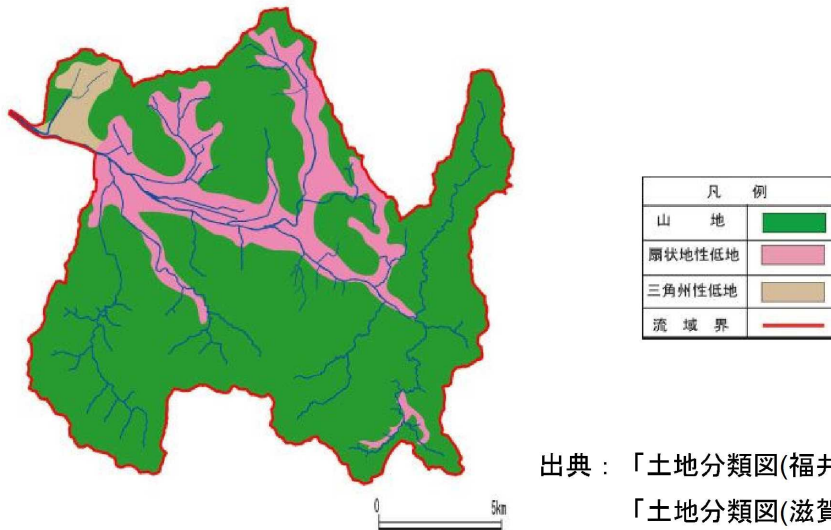 凡 例
山 地
扇状地性低地
三角州性低地
流 域 界
0 5km
出典：「土地分類図(福井
「土地分類図(滋賀